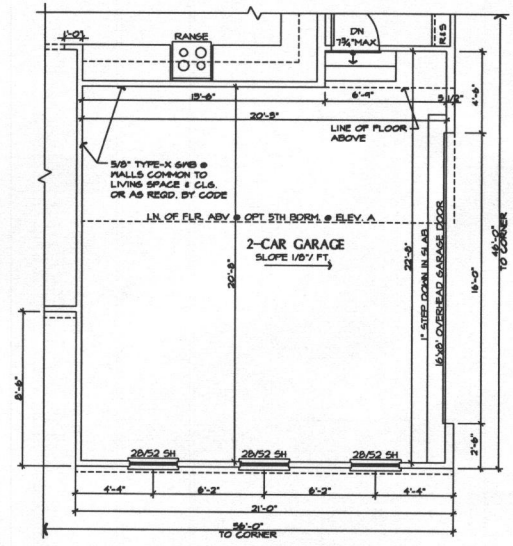 1'-0"
RANGE
DN
7¾" MAX
R&S
13'-6"
6'-9"
5 1/2"
4'-6"
20'-3"
LINE OF FLOOR
ABOVE
5/8" TYPE-X GWB @
WALLS COMMON TO
LIVING SPACE & CLG.
OR AS REQD. BY CODE
LN. OF FLR. ABV @ OPT 5TH BDRM. @ ELEV. A
2-CAR GARAGE
SLOPE 1/8"/ FT.
20'-8"
22'-8"
1" STEP DOWN IN SLAB
16'x8' OVERHEAD GARAGE DOOR
16'-0"
46'-0"
TO CORNER
8'-6"
2'-6"
28/52 SH
28/52 SH
28/52 SH
4'-4"
6'-2"
6'-2"
4'-4"
21'-0"
56'-0"
TO CORNER